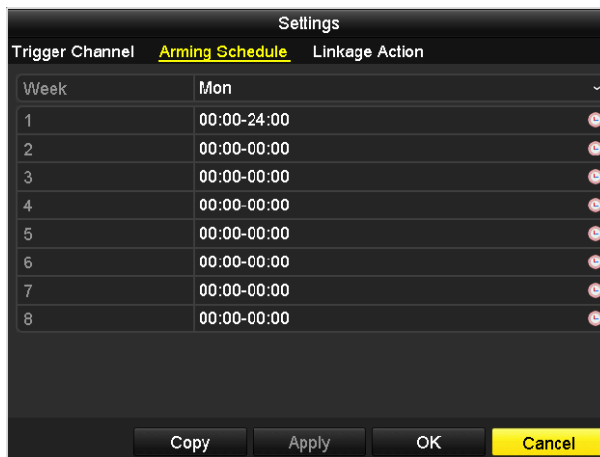 Settings
Trigger Channel Arming Schedule Linkage Action
Week Mon
1 00:00-24:00
2 00:00-00:00
3 00:00-00:00
4 00:00-00:00
5 00:00-00:00
6 00:00-00:00
7 00:00-00:00
8 00:00-00:00
Copy Apply OK Cancel